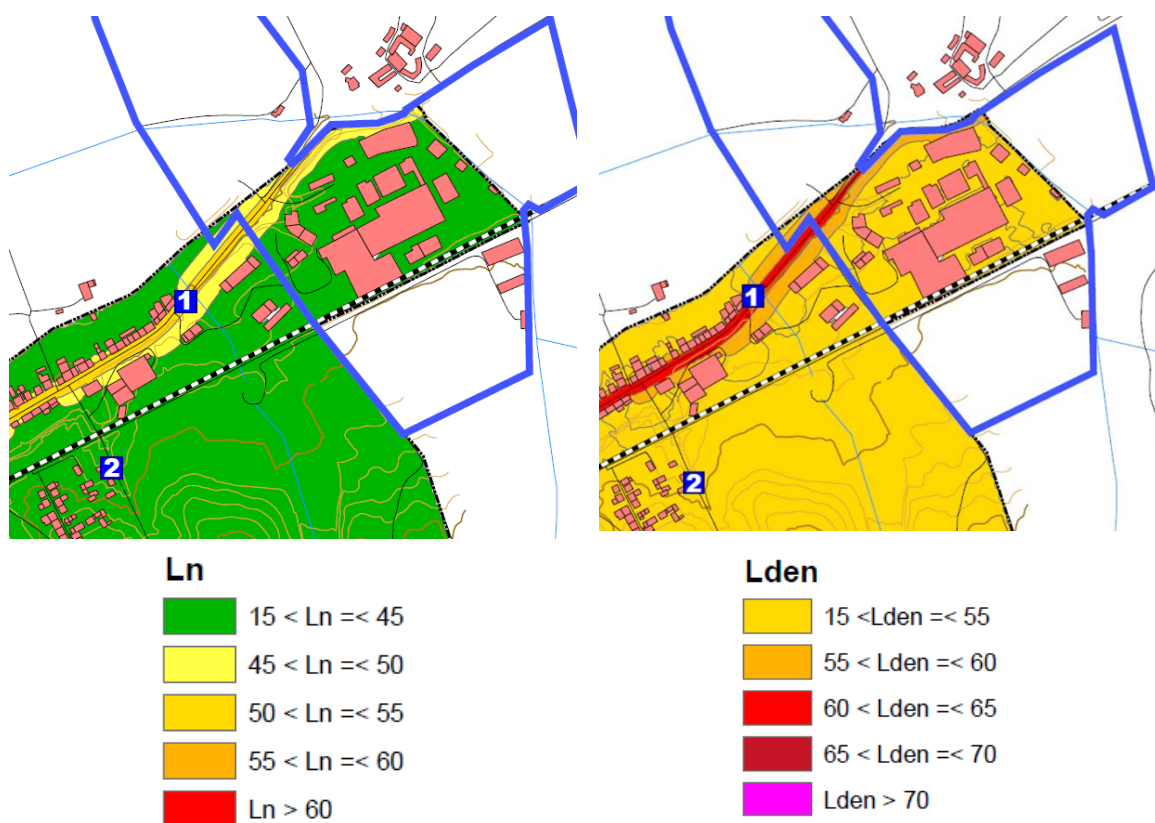 1
2
1
2
Ln
15 < Ln =< 45
45 < Ln =< 50
50 < Ln =< 55
55 < Ln =< 60
Ln > 60
Lden
15 <Lden =< 55
55 < Lden =< 60
60 < Lden =< 65
65 < Lden =< 70
Lden > 70